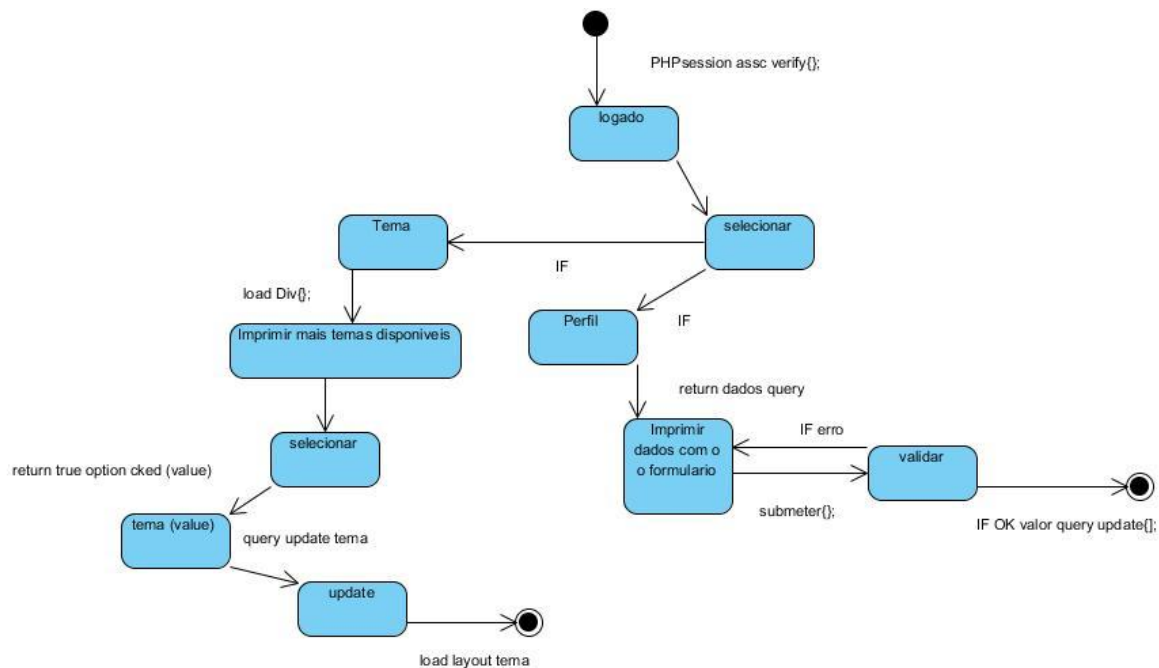 PHPsession assc verify{};
logado
Tema
selecionar
IF
load Div{};
Imprimir mais temas disponiveis
Perfil
IF
return dados query
Imprimir
dados com o
o formulario
IF erro
validar
selecionar
return true option cked (value)
submeter{};
tema (value)
query update tema
IF OK valor query update{];
update
load layout tema